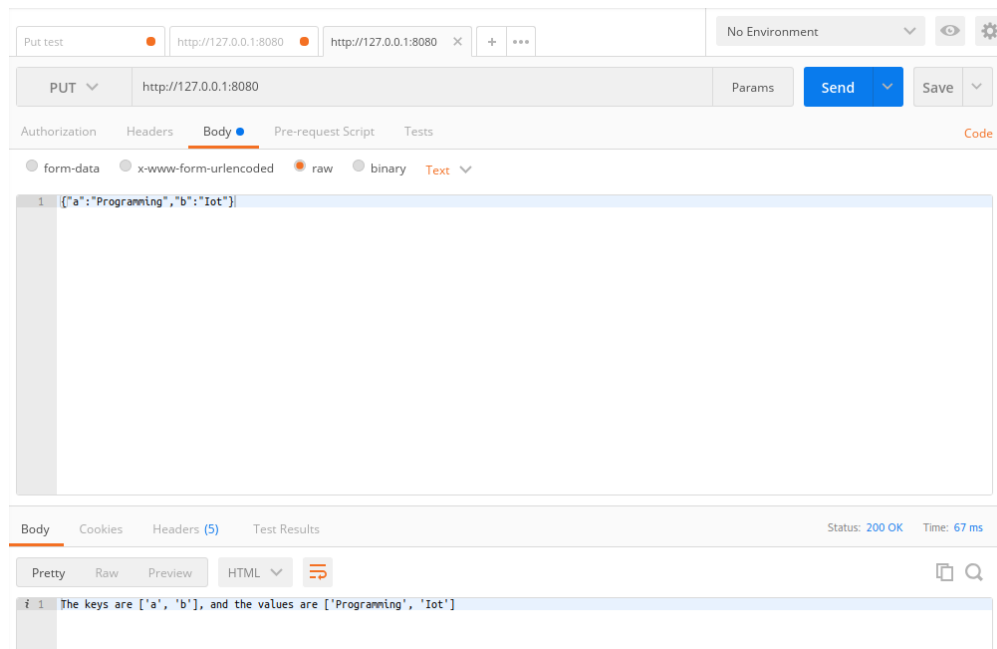 Put test http://127.0.0.1:8080 http://127.0.0.1:8080 × + ••• No Environment
PUT http://127.0.0.1:8080 Params Send Save
Authorization Headers Body Pre-request Script Tests Code
form-data x-www-form-urlencoded raw binary Text
1 {"a":"Programming","b":"Iot"}
Body Cookies Headers (5) Test Results Status: 200 OK Time: 67 ms
Pretty Raw Preview HTML
i 1 The keys are ['a', 'b'], and the values are ['Programming', 'Iot']